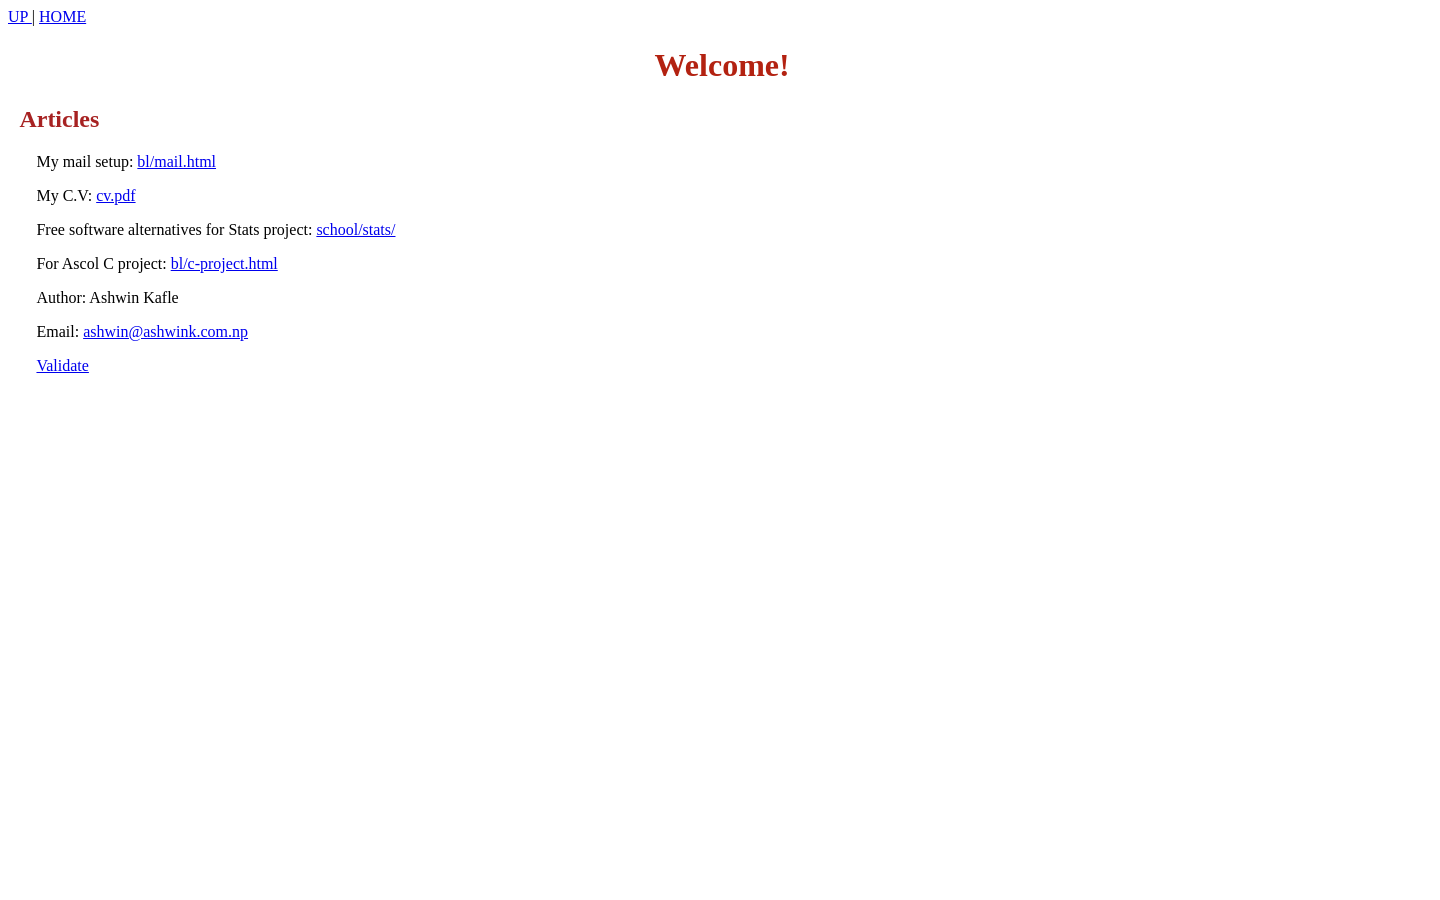 UP | HOME
Welcome!
Articles
My mail setup: bl/mail.html
My C.V: cv.pdf
Free software alternatives for Stats project: school/stats/
For Ascol C project: bl/c-project.html
Author: Ashwin Kafle
Email: ashwin@ashwink.com.np
Validate